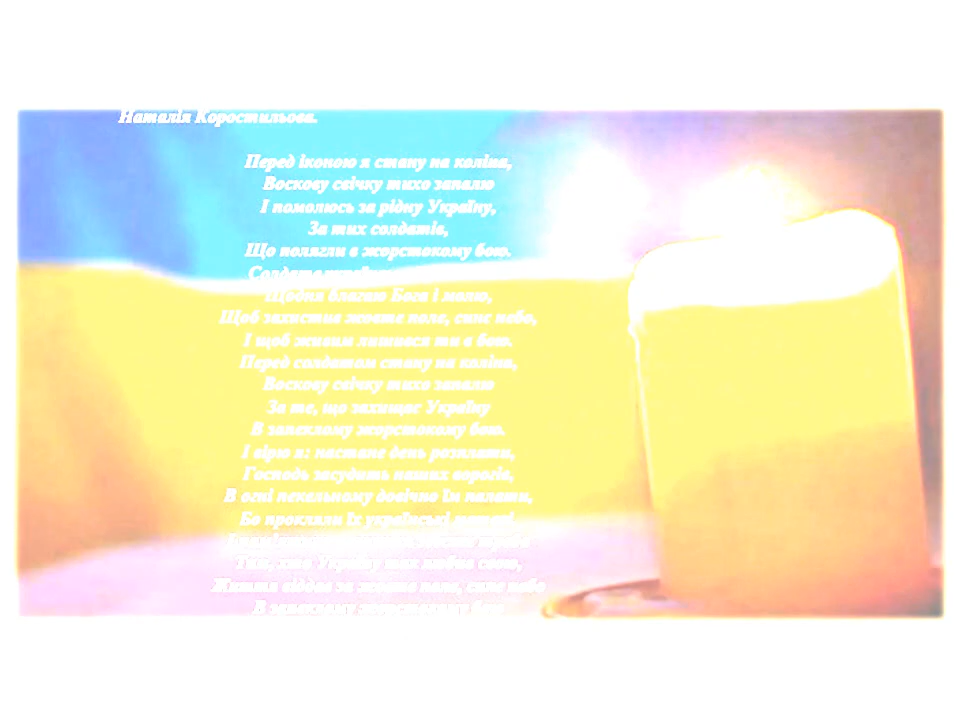 Наталія Коростильова.
Перед іконою я стану на коліна,
Воскову свічку тихо запалю
І помолюсь за рідну Україну,
За тих солдатів,
Що полягли в жорстокому бою.
Щодня благаю Бога і молю,
Щоб захистив жовте поле, синє небо,
І щоб живим лишився ти в бою.
Перед солдатом стану на коліна,
Воскову свічку тихо запалю
За те, що захищає Україну
В запеклому жорстокому бою.
І вірю я: настане день розплати,
Господь засудить наших ворогів,
В огні пекельному довічно їм палати,
Бо прокляли їх українські
Україну так любив свою,
Життя віддав за жовте поле, синє небо
В запеклому жорстокому бою